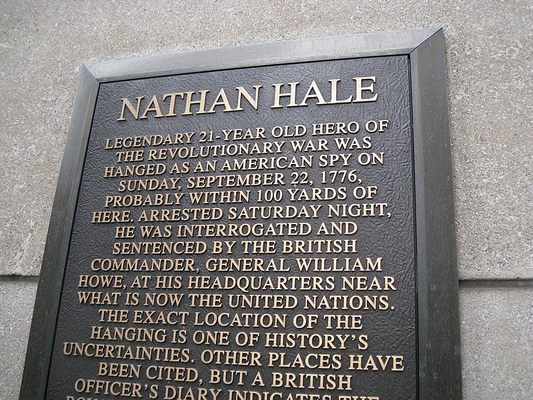 NATHAN HALE
LEGENDARY 21-YEAR OLD HERO OF
THE REVOLUTIONARY WAR WAS
HANGED AS AN AMERICAN SPY ON
SUNDAY, SEPTEMBER 22, 1776,
PROBABLY WITHIN 100 YARDS OF
HERE. ARRESTED SATURDAY NIGHT,
HE WAS INTERROGATED AND
SENTENCED BY THE BRITISH
COMMANDER, GENERAL WILLIAM
HOWE, AT HIS HEADQUARTERS NEAR
WHAT IS NOW THE UNITED NATIONS.
THE EXACT LOCATION OF THE
HANGING IS ONE OF HISTORY'S
UNCERTAINTIES. OTHER PLACES HAVE
BEEN CITED, BUT A BRITISH
OFFICER'S DIARY INDICATES THE